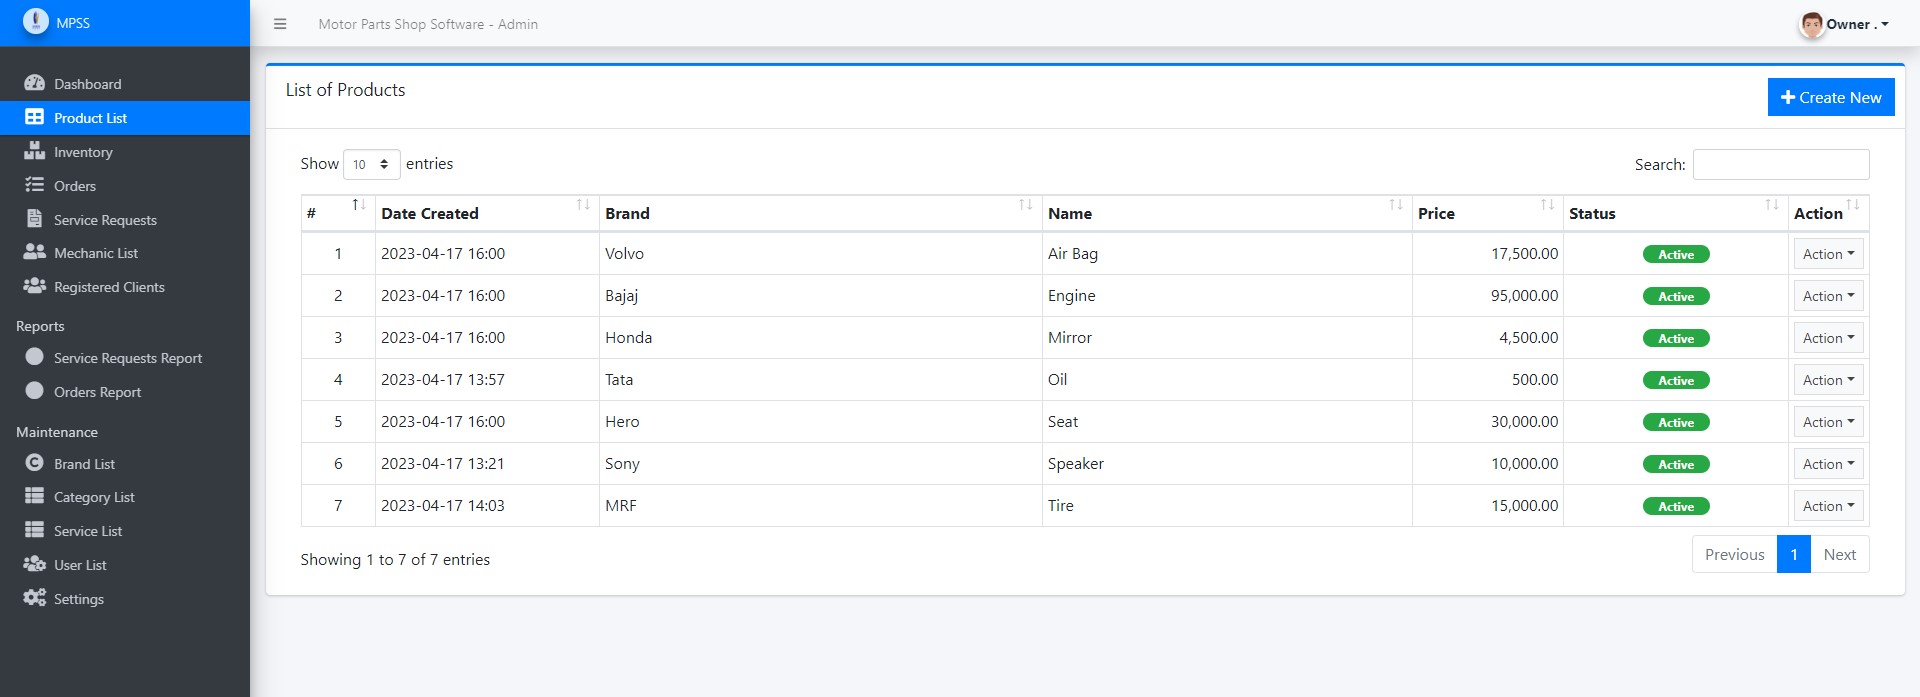 MPSS
Motor Parts Shop Software - Admin
Owner .
Dashboard
Product List
Inventory
Orders
Service Requests
Mechanic List
Registered Clients
Reports
Service Requests Report
Orders Report
Maintenance
Brand List
Category List
Service List
User List
Settings
List of Products
Create New
Show 10 entries
Search:
# Date Created Brand Name Price Status Action
1 2023-04-17 16:00 Volvo Air Bag 17,500.00 Active Action
2 2023-04-17 16:00 Bajaj Engine 95,000.00 Active Action
3 2023-04-17 16:00 Honda Mirror 4,500.00 Active Action
4 2023-04-17 13:57 Tata Oil 500.00 Active Action
5 2023-04-17 16:00 Hero Seat 30,000.00 Active Action
6 2023-04-17 13:21 Sony Speaker 10,000.00 Active Action
7 2023-04-17 14:03 MRF Tire 15,000.00 Active Action
Showing 1 to 7 of 7 entries
Previous 1 Next